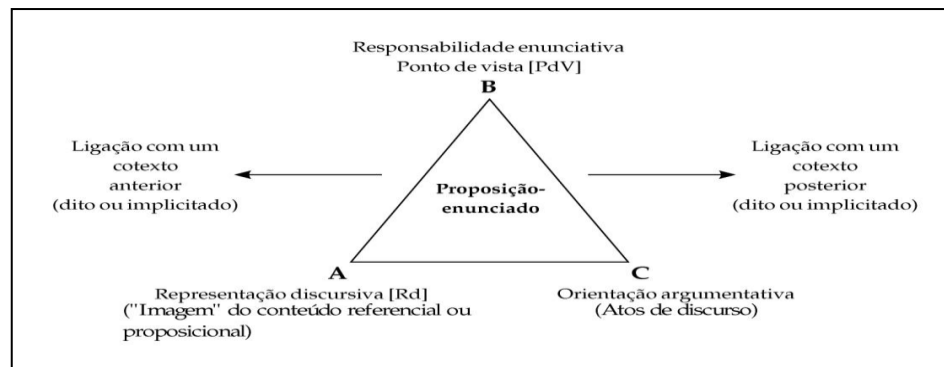 Responsabilidade enunciativa
Ponto de vista [PdV]
B
Ligação com um
cotexto
anterior
(dito ou implicitado)
Proposição-
enunciado
Ligação com um
cotexto
posterior
(dito ou implicitado)
A
Representação discursiva [Rd]
("Imagem" do conteúdo referencial ou
proposicional)
C
Orientação argumentativa
(Atos de discurso)